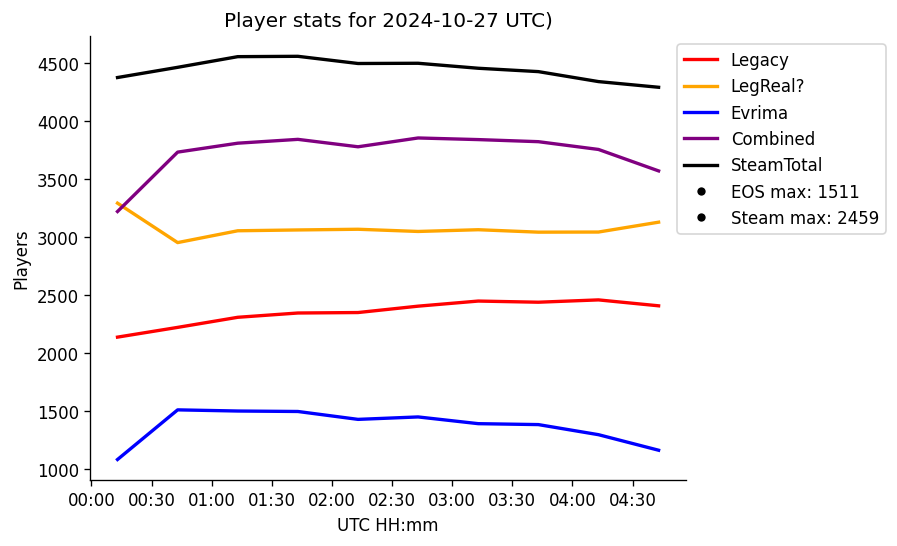 Player stats for 2024-10-27 UTC)
Players
4500
4000
3500
3000
2500
2000
1500
1000
00:00 00:30 01:00 01:30 02:00 02:30 03:00 03:30 04:00 04:30
UTC HH:mm
Legacy
LegReal?
Evrima
Combined
SteamTotal
EOS max: 1511
Steam max: 2459